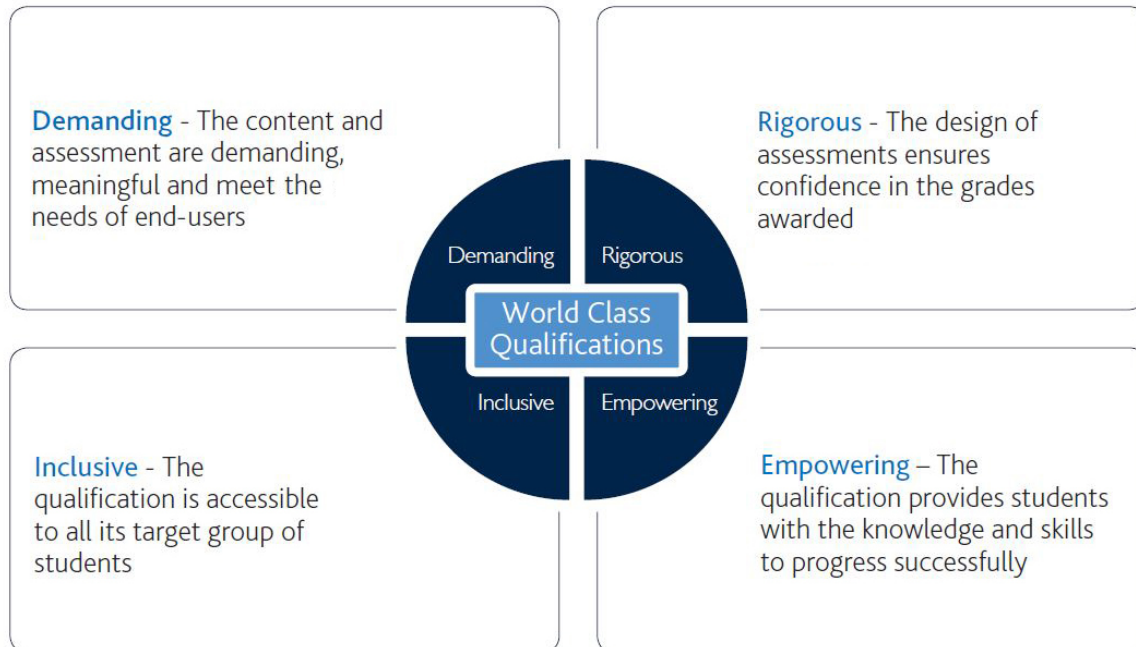 Demanding - The content and
assessment are demanding,
meaningful and meet the
needs of end-users
Rigorous - The design of
assessments ensures
confidence in the grades
awarded
Demanding
Rigorous
World Class
Qualifications
Inclusive
Empowering
Inclusive - The
qualification is accessible
to all its target group of
students
Empowering – The
qualification provides students
with the knowledge and skills
to progress successfully